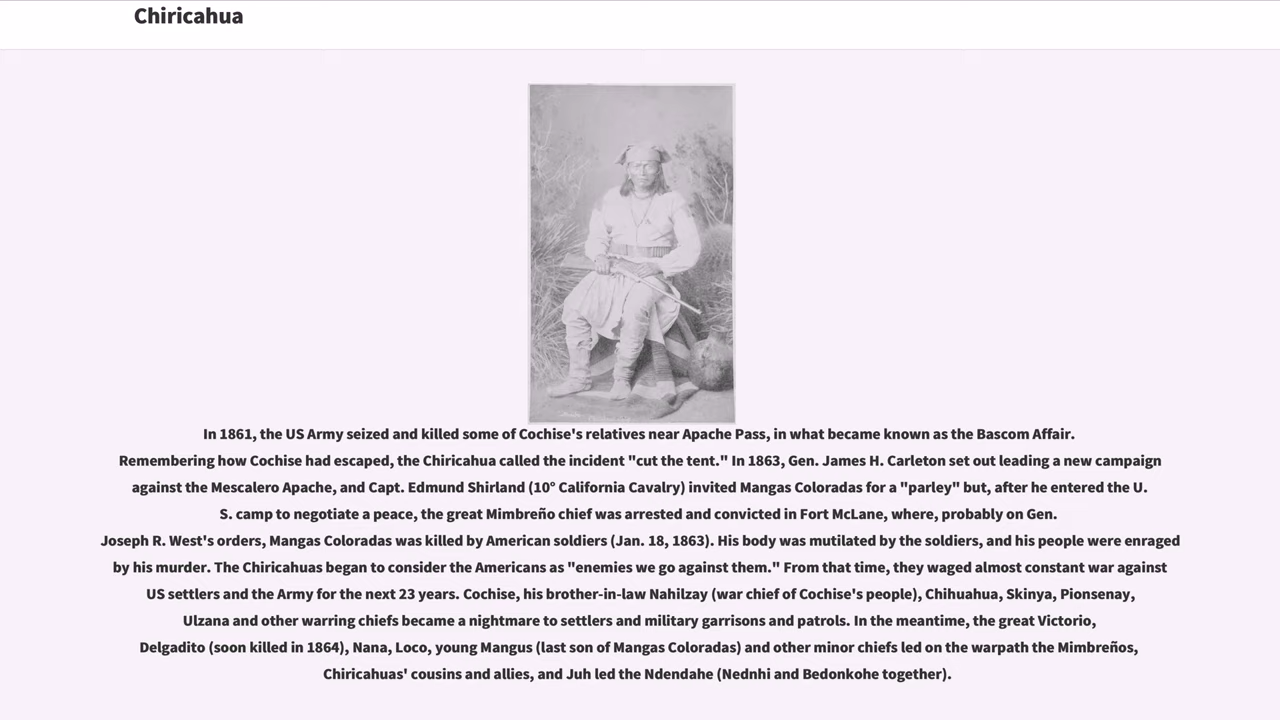 Chiricahua
In 1861, the US Army seized and killed some of Cochise's relatives near Apache Pass, in what became known as the Bascom Affair.
Remembering how Cochise had escaped, the Chiricahua called the incident "cut the tent." In 1863, Gen. James H. Carleton set out leading a new campaign
against the Mescalero Apache, and Capt. Edmund Shirland (10° California Cavalry) invited Mangas Coloradas for a "parley" but, after he entered the U.
S. camp to negotiate a peace, the great Mimbreño chief was arrested and convicted in Fort McLane, where, probably on Gen.
Joseph R. West's orders, Mangas Coloradas was killed by American soldiers (Jan. 18, 1863). His body was mutilated by the soldiers, and his people were enraged
by his murder. The Chiricahuas began to consider the Americans as "enemies we go against them." From that time, they waged almost constant war against
US settlers and the Army for the next 23 years. Cochise, his brother-in-law Nahilzay (war chief of Cochise's people), Chihuahua, Skinya, Pionsenay,
Ulzana and other warring chiefs became a nightmare to settlers and military garrisons and patrols. In the meantime, the great Victorio,
Delgadito (soon killed in 1864), Nana, Loco, young Mangus (last son of Mangas Coloradas) and other minor chiefs led on the warpath the Mimbreños,
Chiricahuas' cousins and allies, and Juh led the Ndendahe (Nednhi and Bedonkohe together).